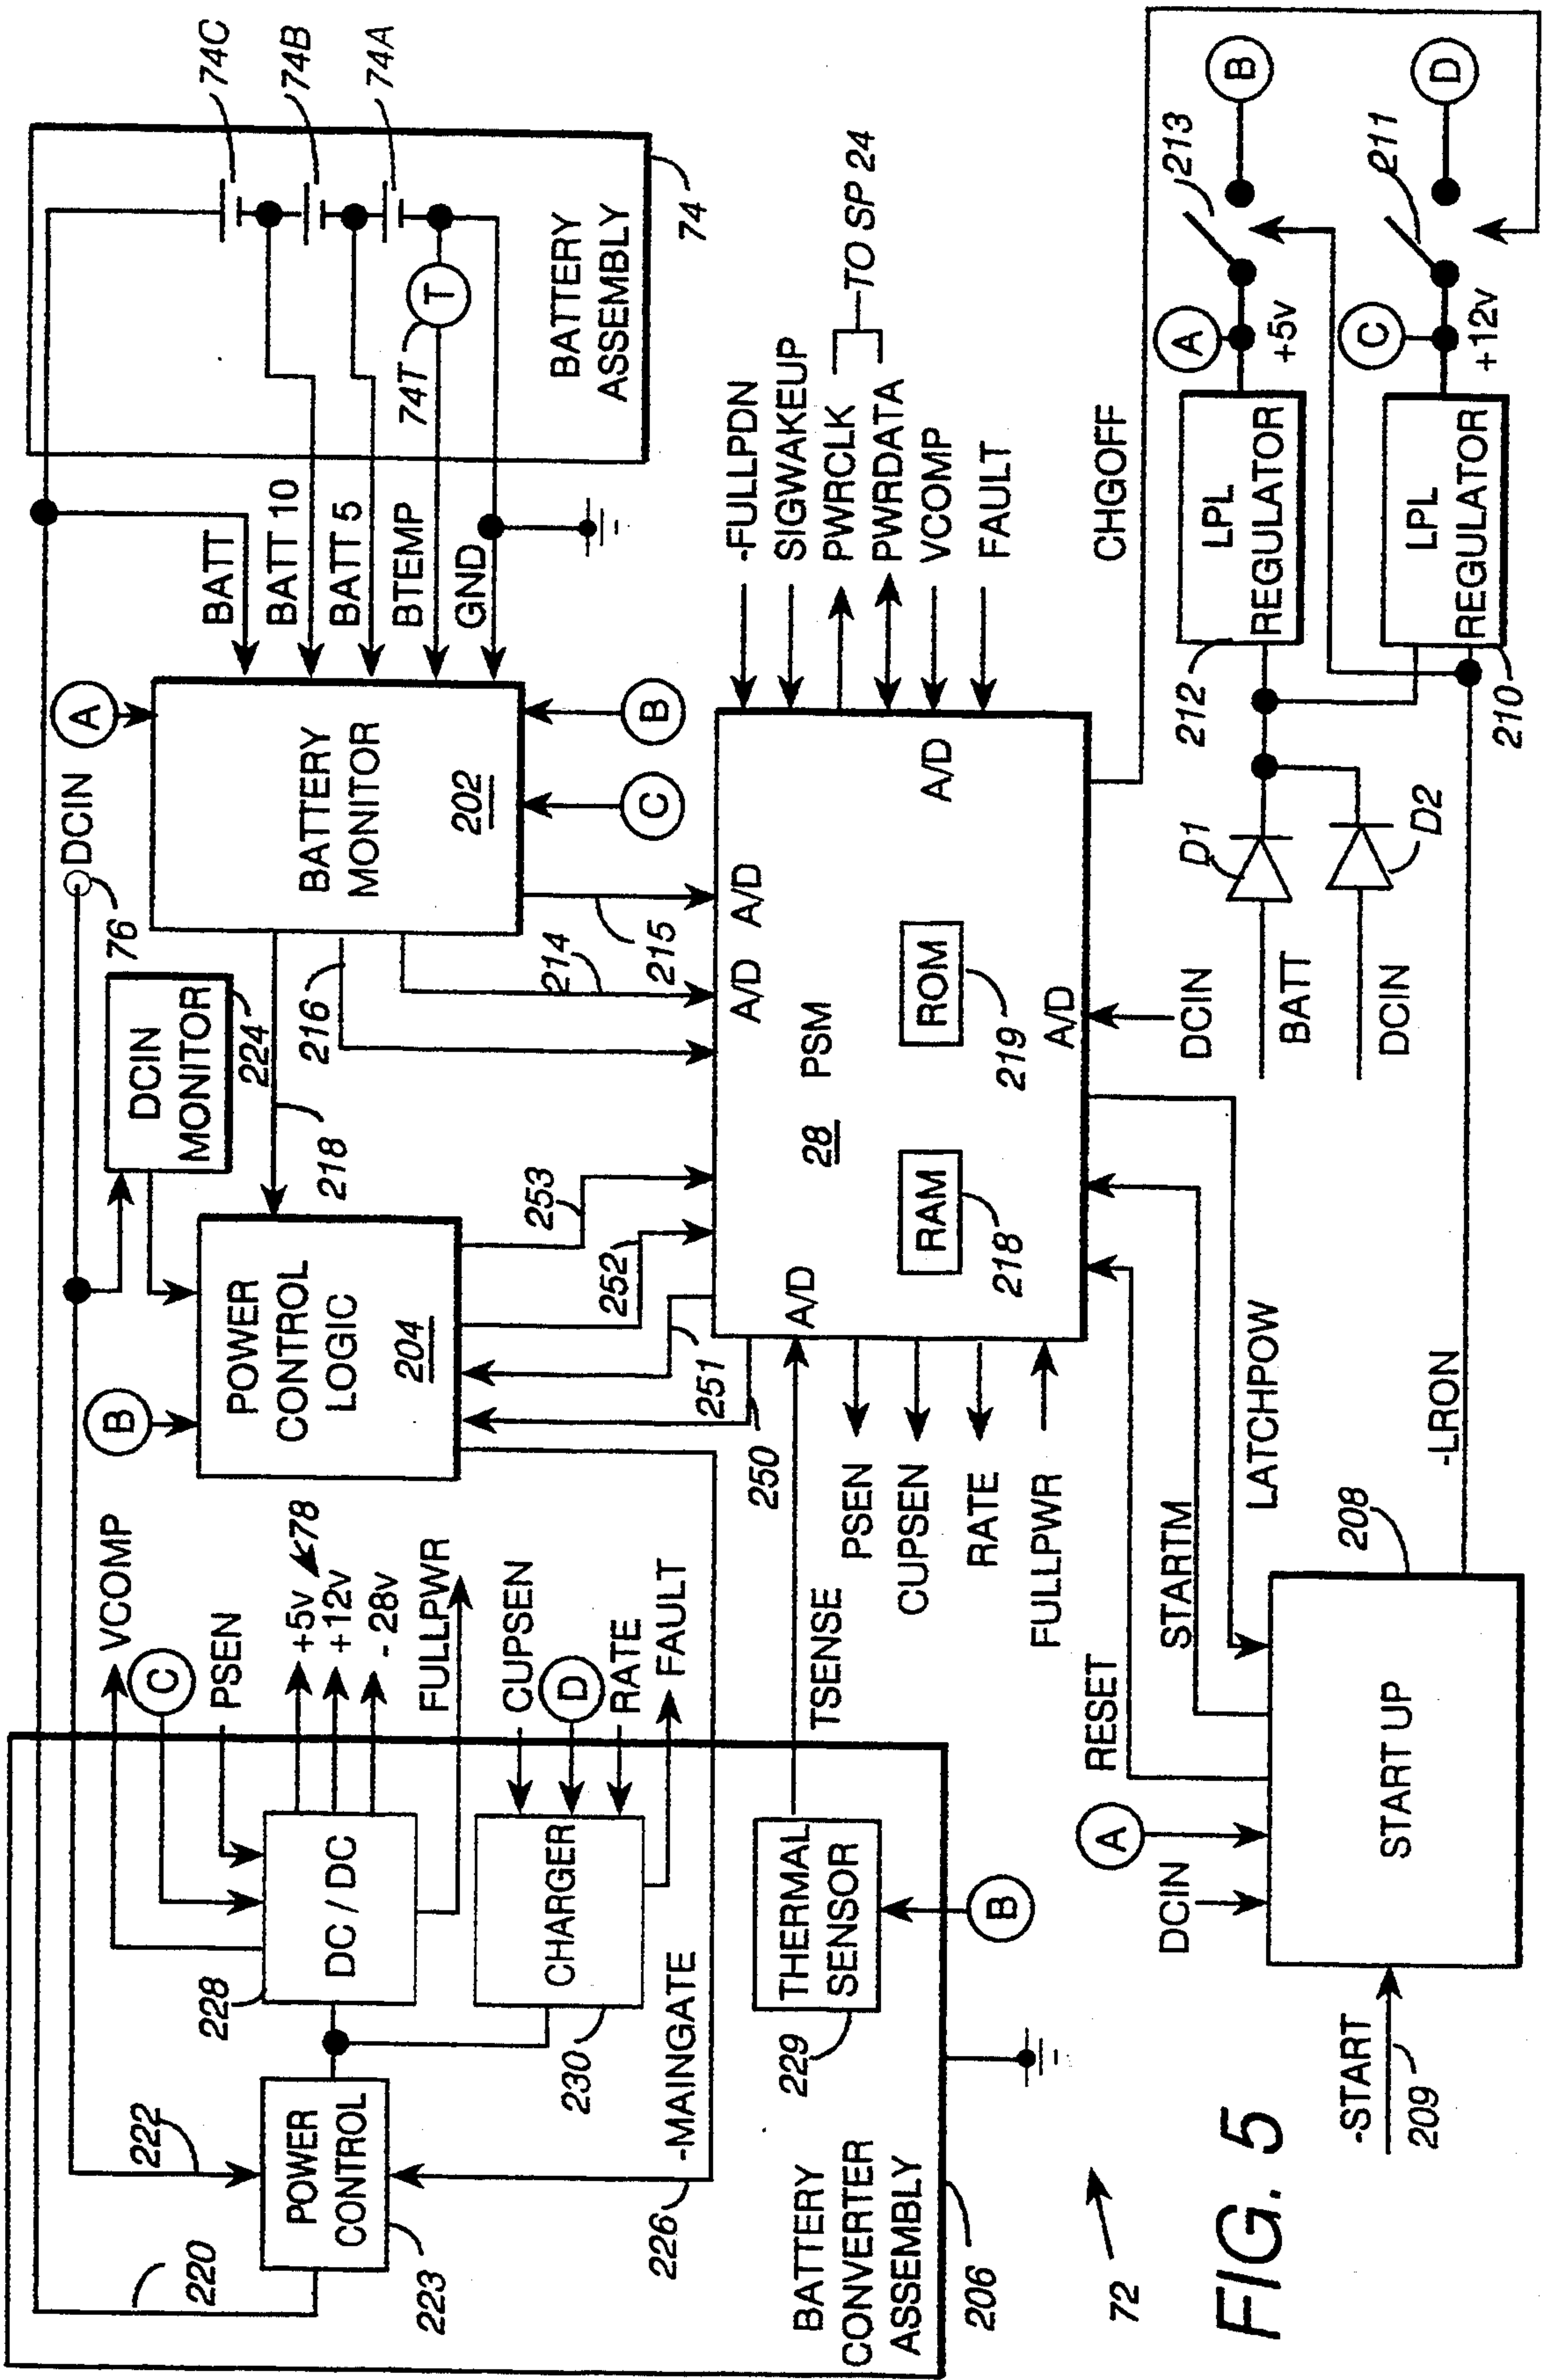 220
222
POWER
CONTROL
223
-MAINGATE
226
BATTERY
CONVERTER
ASSEMBLY
206
72
FIG. 5
VCOMP
C
PSEN
+5v
78
+12v
- 28v
FULLPWR
DC / DC
228
CUPSEN
D
RATE
FAULT
CHARGER
230
THERMAL
SENSOR
229
B
TSENSE
-START
209
DCIN
A
START UP
208
RESET
STARTM
LATCHPOW
-LRON
B
POWER
CONTROL
LOGIC
204
DCIN
MONITOR
224
76
DCIN
218
216
214
215
253
252
251
250
A
BATTERY
MONITOR
202
C
B
BATT
BATT 10
BATT 5
BTEMP
GND
74T
T
BATTERY
ASSEMBLY
74
74C
74B
74A
PSEN
CUPSEN
RATE
FULLPWR
A/D
A/D
A/D
A/D
A/D
PSM
28
RAM
218
ROM
219
-FULLPDN
SIGWAKEUP
PWRCLK
PWRDATA
TO SP 24
VCOMP
FAULT
CHGOFF
DCIN
BATT
DCIN
D1
D2
212
LPL
REGULATOR
A
+5v
213
B
210
LPL
REGULATOR
C
+12v
211
D